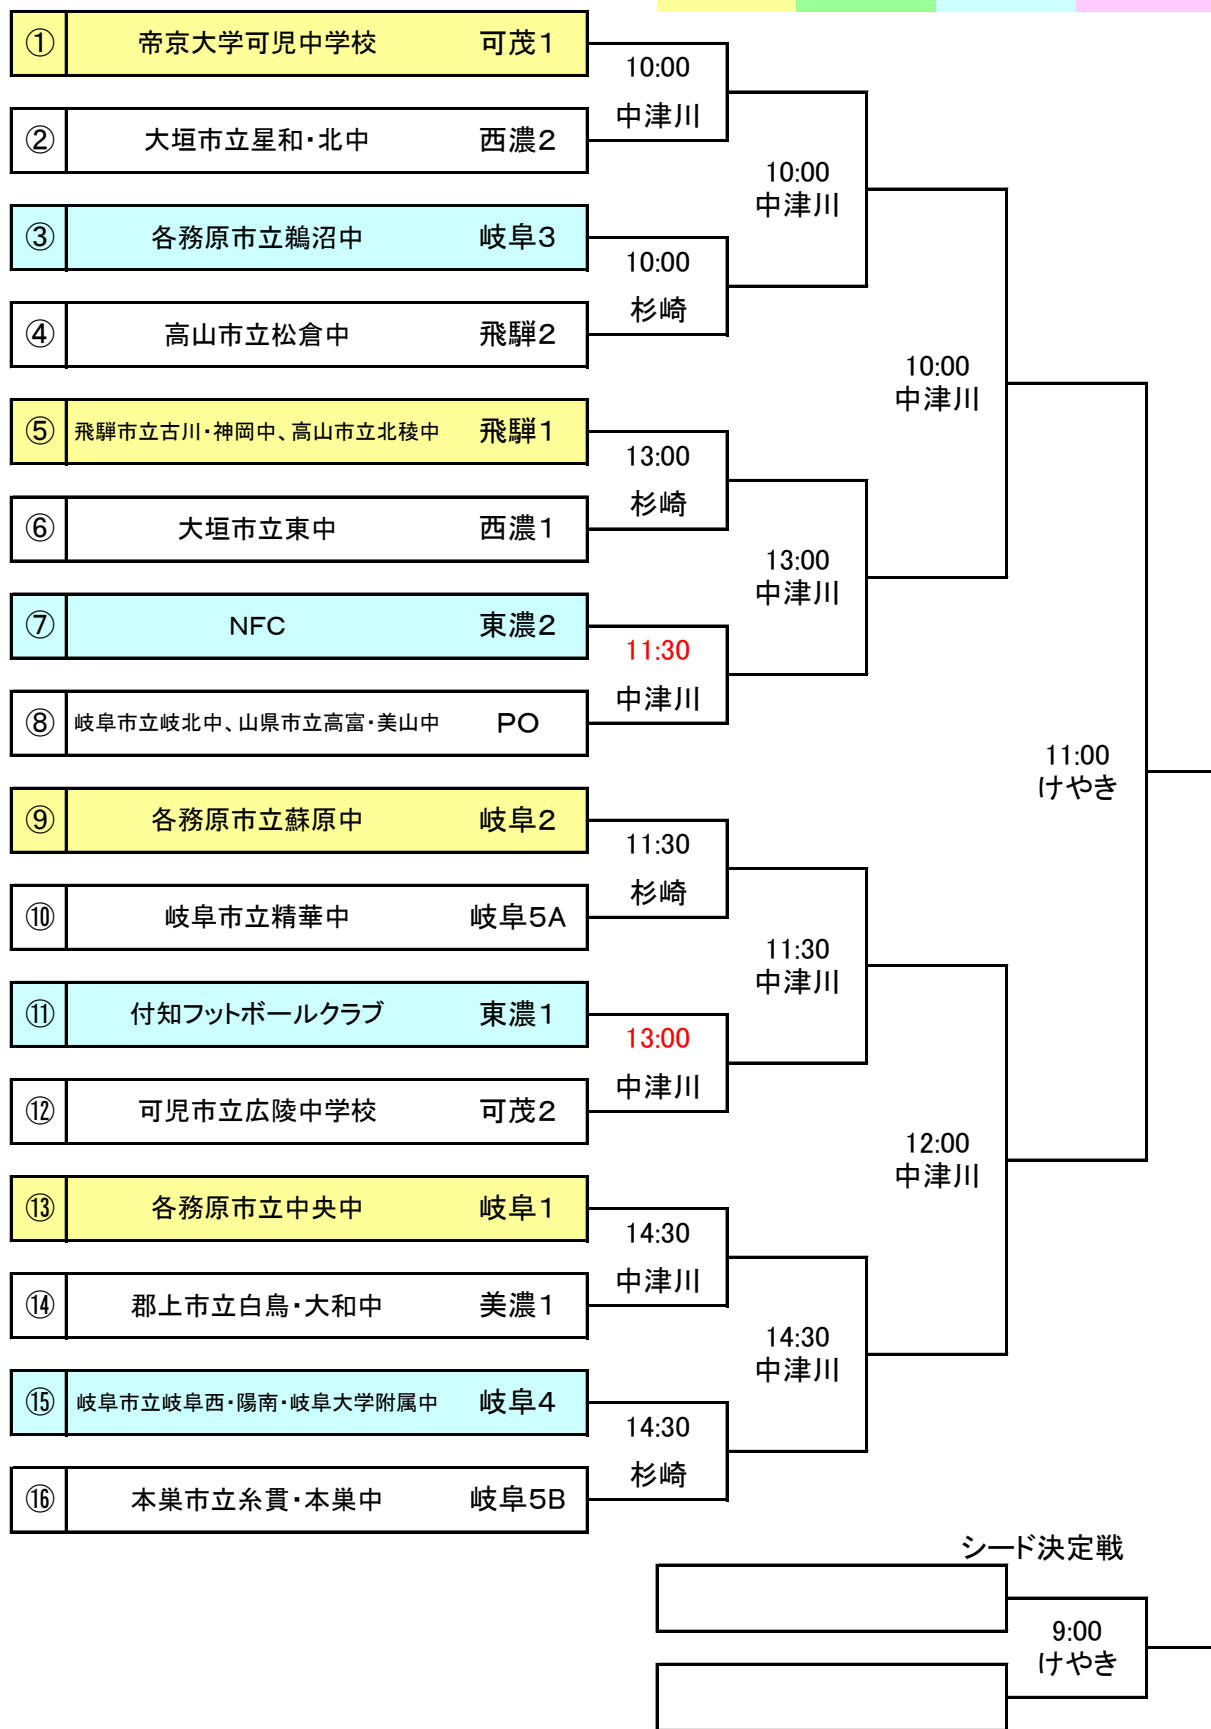 ① 帝京大学可児中学校 可茂1
10:00
中津川
② 大垣市立星和・北中 西濃2
10:00
中津川
③ 各務原市立鵜沼中 岐阜3
10:00
杉崎
④ 高山市立松倉中 飛騨2
10:00
中津川
⑤ 飛騨市立古川・神岡中、高山市立北稜中 飛騨1
13:00
杉崎
⑥ 大垣市立東中 西濃1
13:00
中津川
⑦ NFC 東濃2
11:30
中津川
⑧ 岐阜市立岐北中、山県市立高富・美山中 PO
11:00
けやき
⑨ 各務原市立蘇原中 岐阜2
11:30
杉崎
⑩ 岐阜市立精華中 岐阜5A
11:30
中津川
⑪ 付知フットボールクラブ 東濃1
13:00
中津川
⑫ 可児市立広陵中学校 可茂2
12:00
中津川
⑬ 各務原市立中央中 岐阜1
14:30
中津川
⑭ 郡上市立白鳥・大和中 美濃1
14:30
中津川
⑮ 岐阜市立岐阜西・陽南・岐阜大学附属中 岐阜4
14:30
杉崎
⑯ 本巣市立糸貫・本巣中 岐阜5B
シード決定戦
9:00
けやき